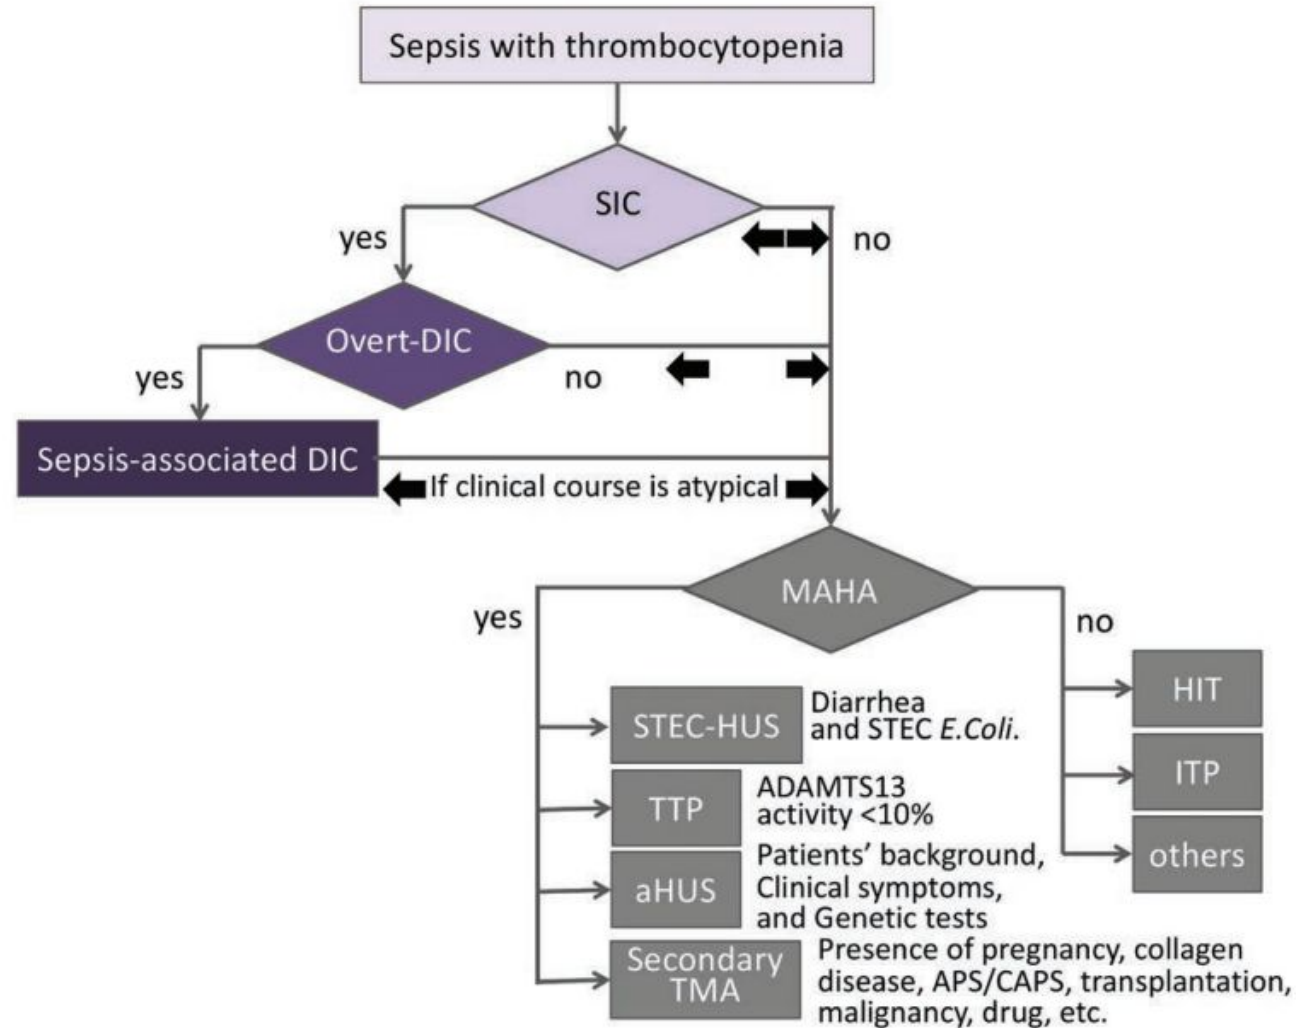 Sepsis with thrombocytopenia
SIC
yes
no
Overt-DIC
yes
no
Sepsis-associated DIC
If clinical course is atypical
MAHA
yes
no
STEC-HUS
Diarrhea
and STEC E.Coli.
TTP
ADAMTS13
activity <10%
aHUS
Patients’ background,
Clinical symptoms,
and Genetic tests
Secondary
TMA
Presence of pregnancy, collagen
disease, APS/CAPS, transplantation,
malignancy, drug, etc.
HIT
ITP
others